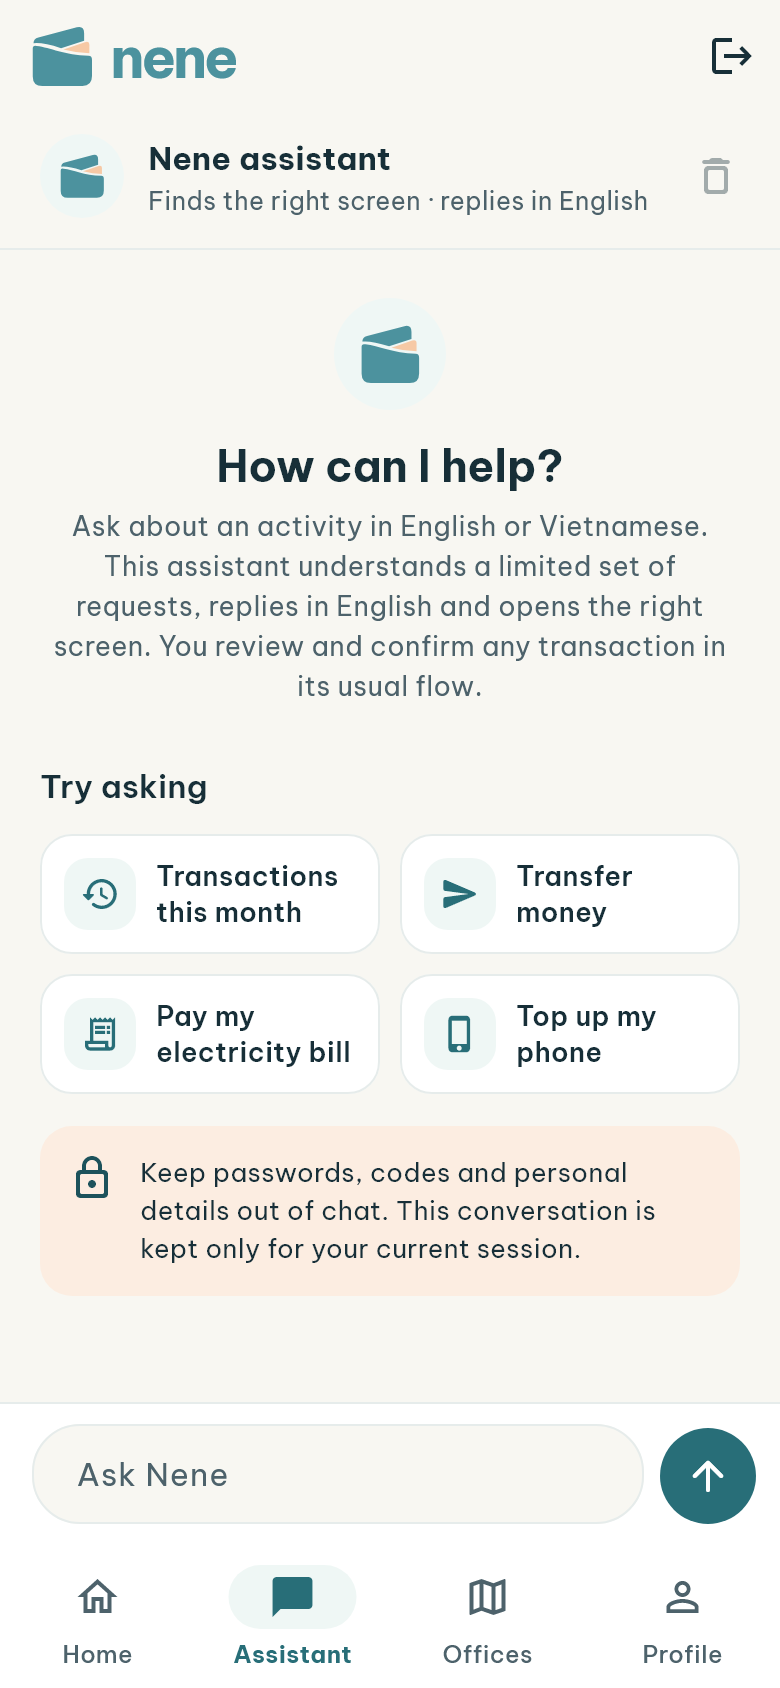 nene
Nene assistant
Finds the right screen · replies in English
How can I help?
Ask about an activity in English or Vietnamese.
This assistant understands a limited set of
requests, replies in English and opens the right
screen. You review and confirm any transaction in
its usual flow.
Try asking
Transactions
this month
Transfer
money
Pay my
electricity bill
Top up my
phone
Keep passwords, codes and personal
details out of chat. This conversation is
kept only for your current session.
Ask Nene
Home
Assistant
Offices
Profile